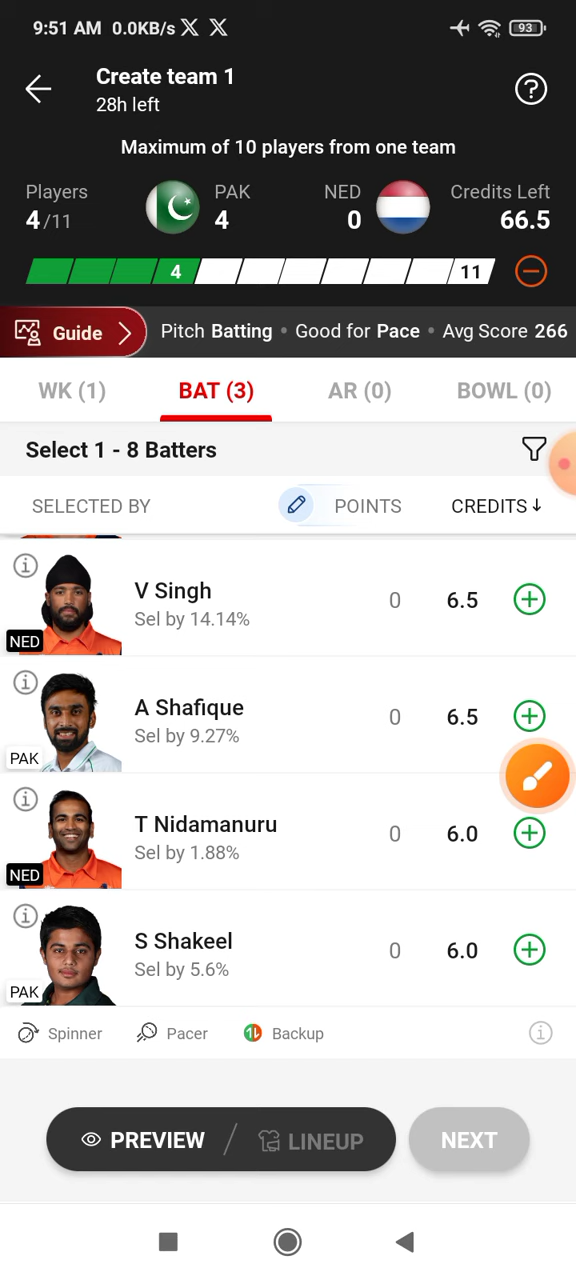 9:51 AM 0.0KB/s X X 93
Create team 1
28h left
Maximum of 10 players from one team
Players PAK NED Credits Left
4/11 4 0 66.5
4 11
Guide Pitch Batting • Good for Pace • Avg Score 266
WK (1) BAT (3) AR (0) BOWL (0)
Select 1 - 8 Batters
SELECTED BY POINTS CREDITS↓
V Singh 0 6.5
Sel by 14.14%
NED
A Shafique 0 6.5
Sel by 9.27%
PAK
T Nidamanuru 0 6.0
Sel by 1.88%
NED
S Shakeel 0 6.0
Sel by 5.6%
PAK
Spinner Pacer Backup
PREVIEW / LINEUP NEXT